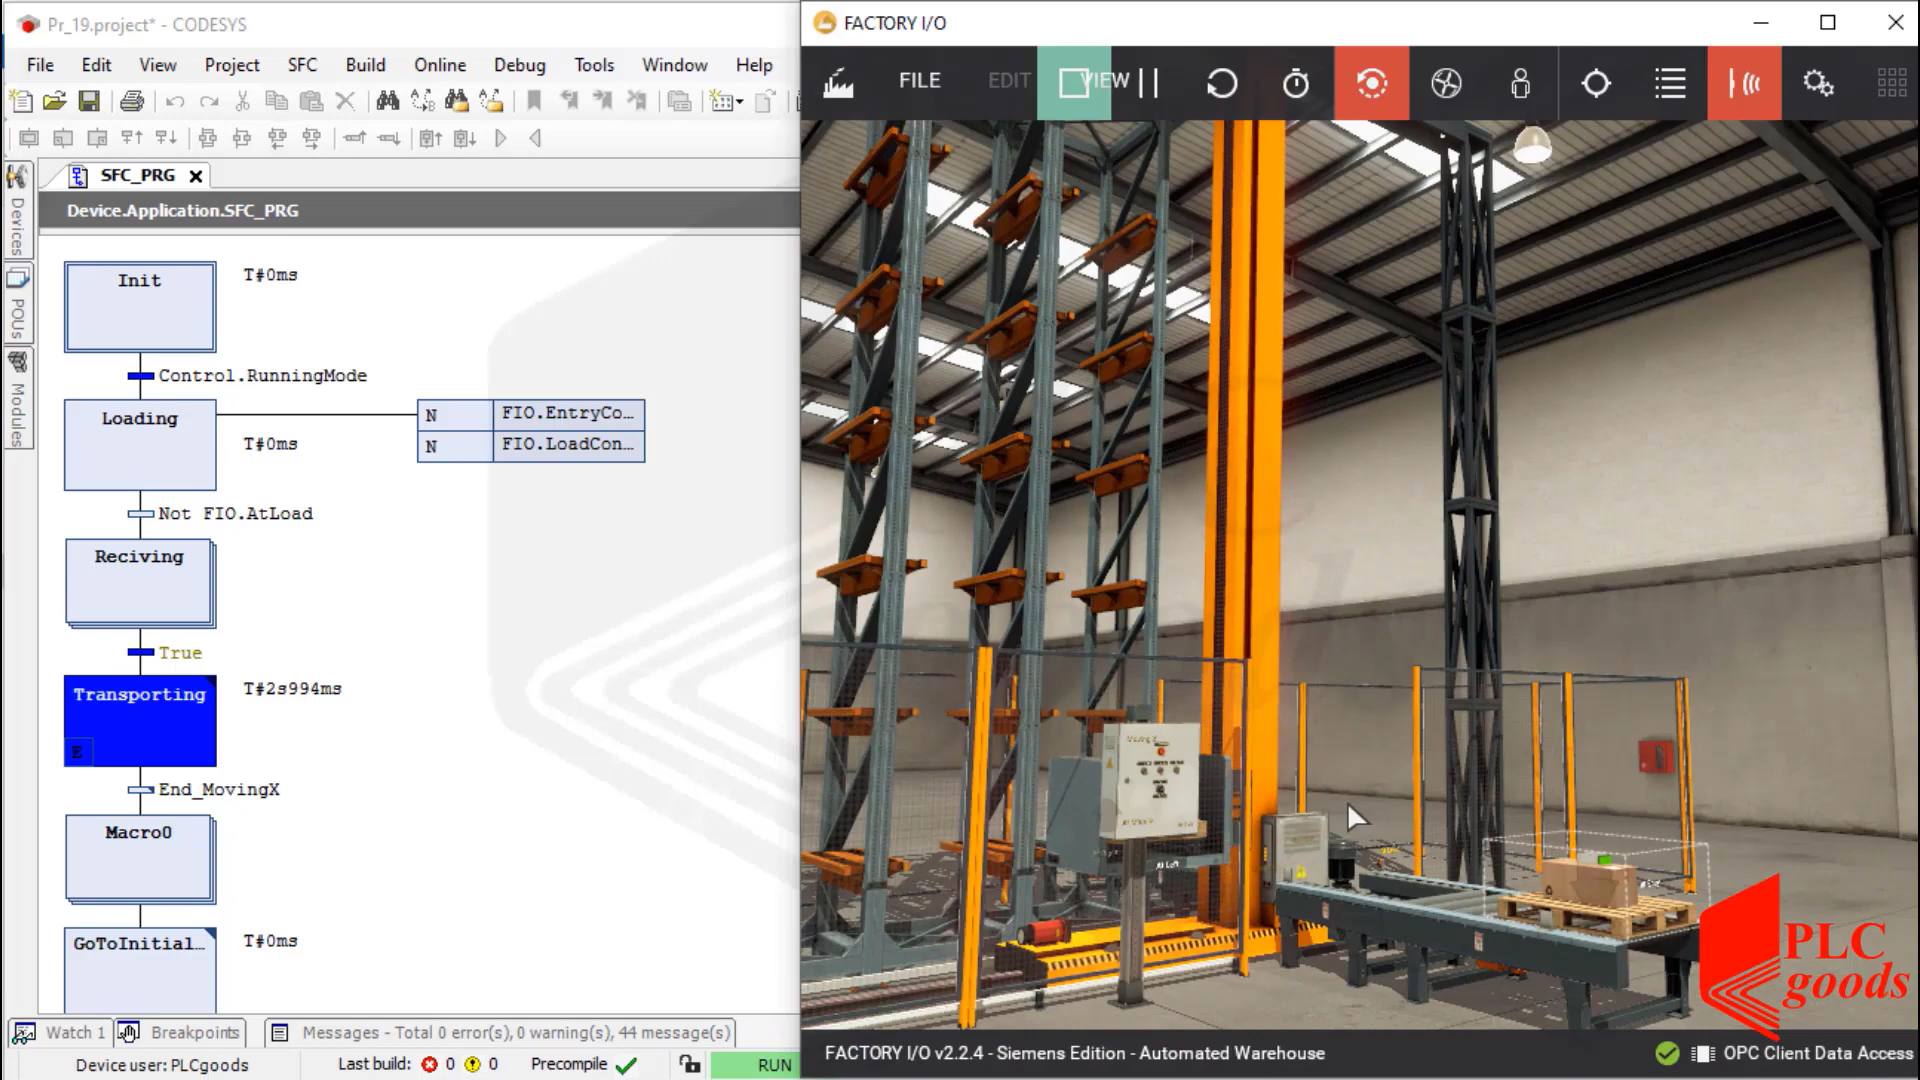 Pr_19.project* - CODESYS
File Edit View Project SFC Build Online Debug Tools Window Help
SFC_PRG
Device.Application.SFC_PRG
Devices
POUs
Modules
Init
T#0ms
Control.RunningMode
Loading
T#0ms
N FIO.EntryCo...
N FIO.LoadCon...
Not FIO.AtLoad
Reciving
True
Transporting
T#2s994ms
E
End_MovingX
Macro0
GoToInitial...
T#0ms
Watch 1
Breakpoints
Messages - Total 0 error(s), 0 warning(s), 44 message(s)
Device user: PLCgoods
Last build: 0 0
Precompile
RUN
FACTORY I/O
FILE EDIT VIEW
Moving X
At Left
PLC
goods
FACTORY I/O v2.2.4 - Siemens Edition - Automated Warehouse
OPC Client Data Access